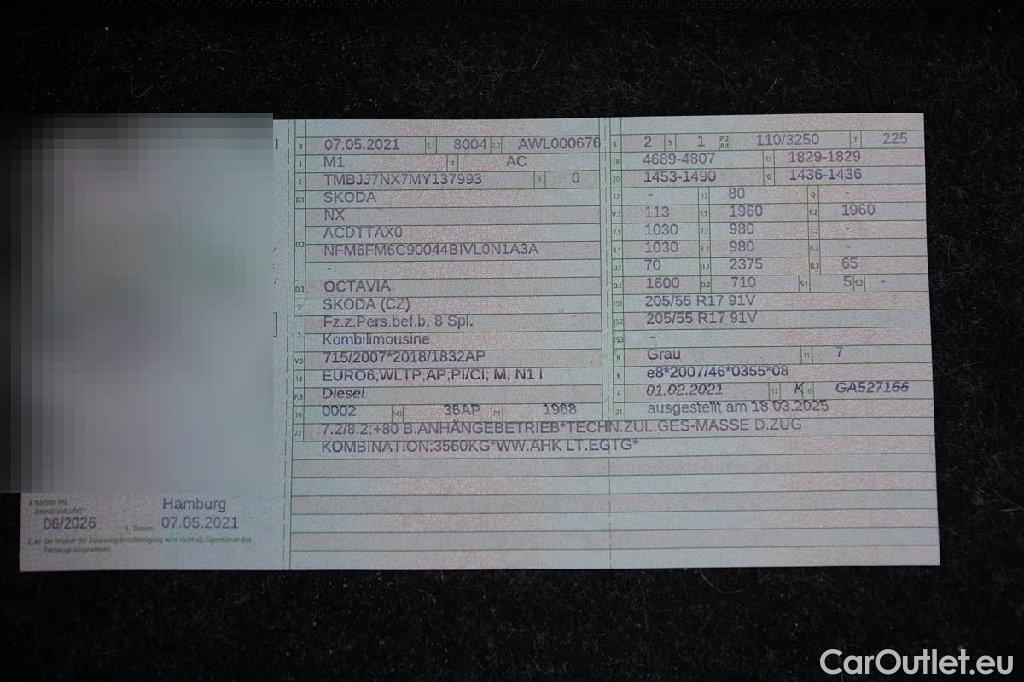 07.05.2021 8004 AWL000676
M1 AC
TMBJJ7NX7MY137993 0
SKODA
NX
ACDTTAX0
NFM6FM6C90044BIVL0N1A3A
-
OCTAVIA
SKODA (CZ)
Fz.z.Pers.bef.b. 8 Spl.
Kombilimousine
715/2007*2018/1832AP
EURO6;WLTP;AP;PI/CI; M, N1 I
Diesel
0002 36AP 1968
2 1 110/3250 225
4689-4807 1829-1829
1453-1490 1436-1436
- 80 -
113 1960 1960
1030 980
1030 980
70 2375 65
1600 710 5 -
205/55 R17 91V
205/55 R17 91V
-
Grau 7
e8*2007/46*0355*08
01.02.2021 K GA527166
ausgestellt am 18.03.2025
7.2/8.2:+80 B.ANHÄNGEBETRIEB*TECHN.ZUL.GES-MASSE D.ZUG
KOMBINATION:3560KG*WW.AHK LT.EGTG*
Hamburg
06/2026 07.05.2021
CarOutlet.eu